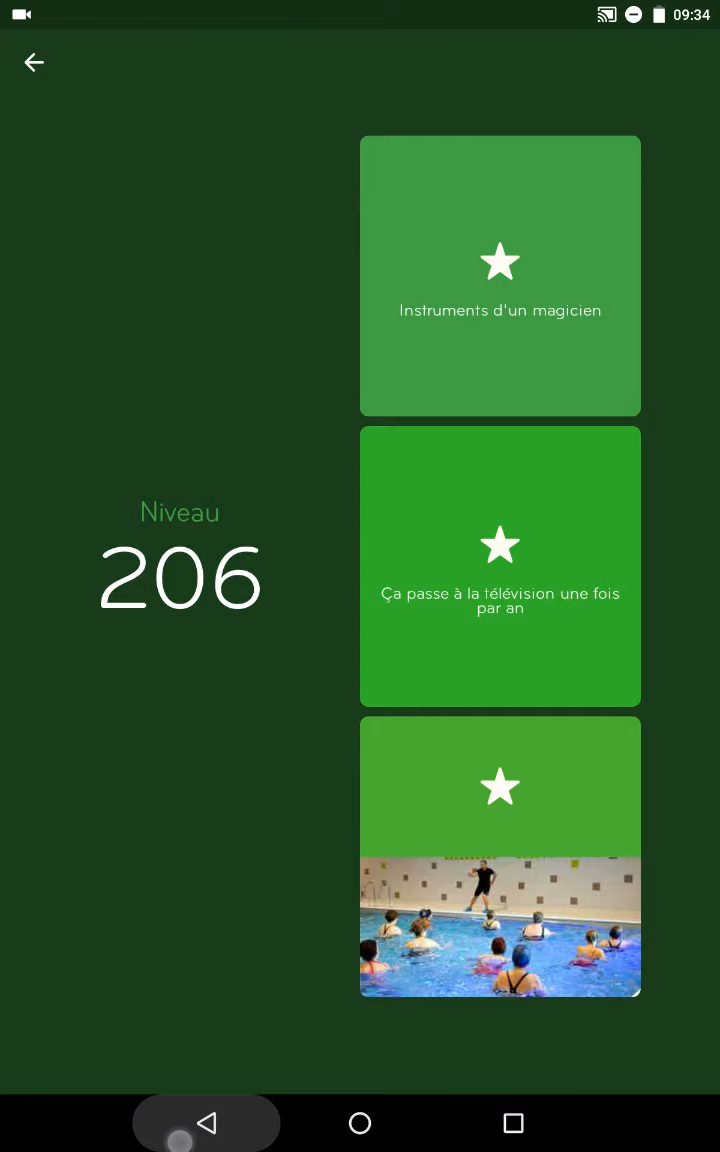 09:34
Instruments d'un magicien
Niveau
206
Ça passe à la télévision une fois
par an